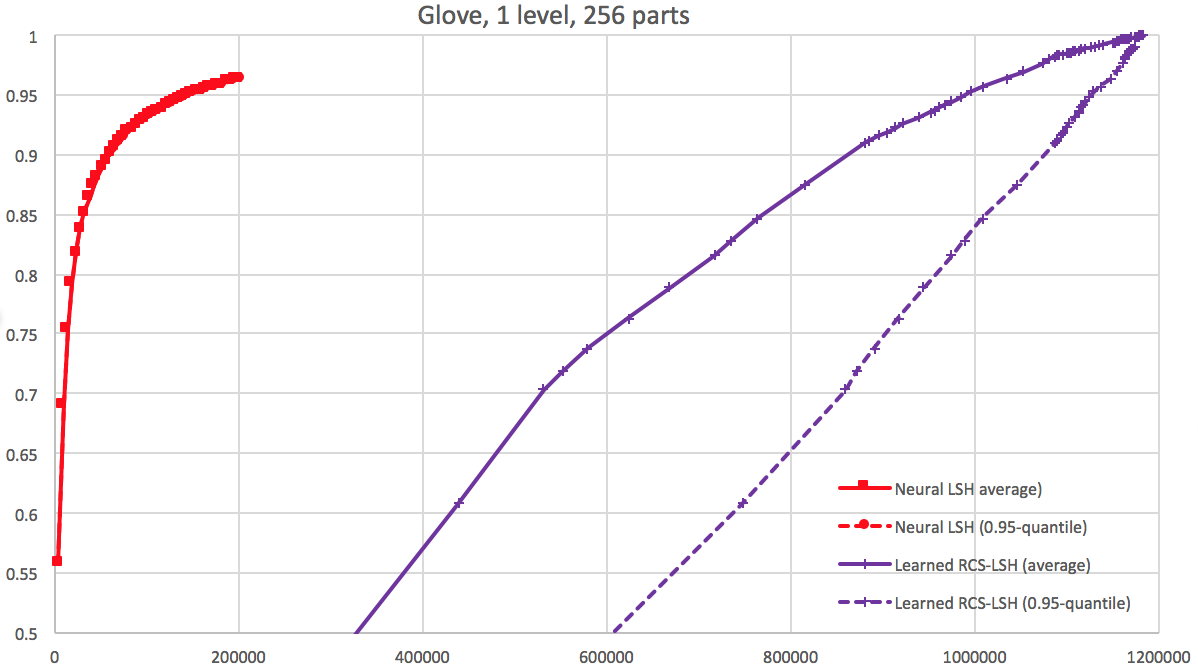 Glove, 1 level, 256 parts
1
0.95
0.9
0.85
0.8
0.75
0.7
0.65
0.6
0.55
0.5
Neural LSH average)
Neural LSH (0.95-quantile)
Learned RCS-LSH (average)
Learned RCS-LSH (0.95-quantile)
0 200000 400000 600000 800000 1000000 1200000